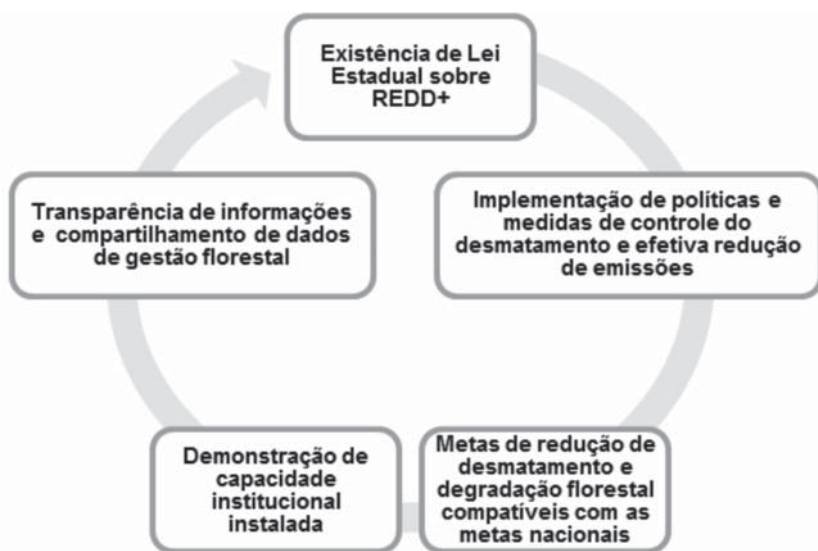 Existência de Lei
Estadual sobre
REDD+
Implementação de políticas e
medidas de controle do
desmatamento e efetiva redução
de emissões
Metas de redução de
desmatamento e
degradação florestal
compatíveis com as
metas nacionais
Demonstração de
capacidade
institucional
instalada
Transparência de informações
e compartilhamento de dados
de gestão florestal